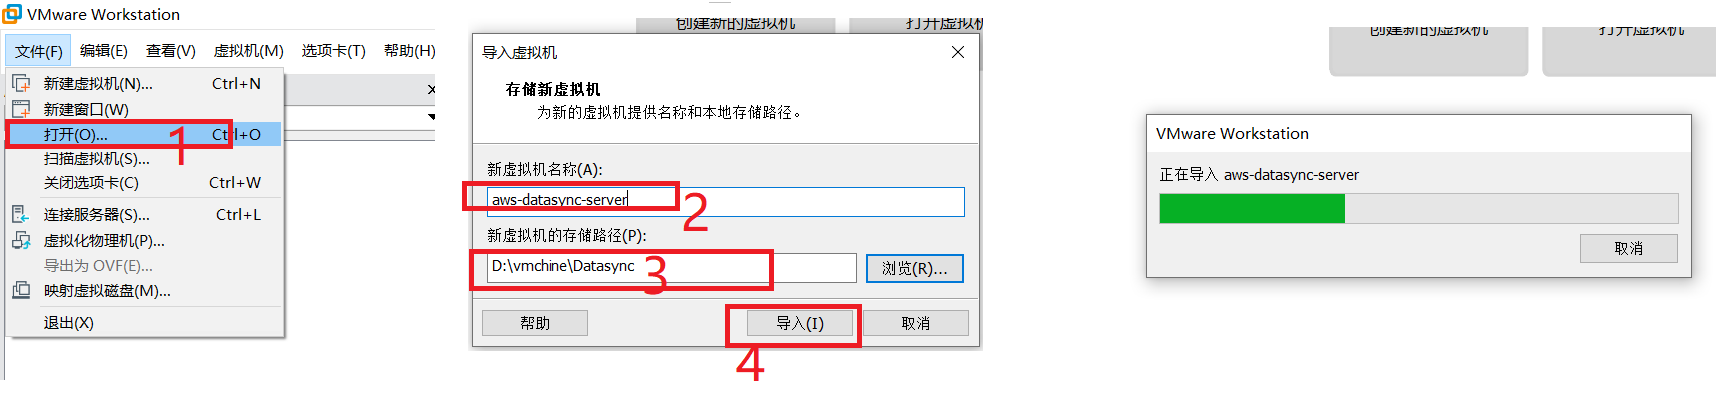 VMware Workstation
文件(F) 编辑(E) 查看(V) 虚拟机(M) 选项卡(T) 帮助(H)
新建虚拟机(N)... Ctrl+N
新建窗口(W)
打开(O)... Ctrl+O
1
扫描虚拟机(S)...
关闭选项卡(C) Ctrl+W
连接服务器(S)... Ctrl+L
虚拟化物理机(P)...
导出为 OVF(E)...
映射虚拟磁盘(M)...
退出(X)
创建新的虚拟机 打开虚拟机
导入虚拟机
存储新虚拟机
为新的虚拟机提供名称和本地存储路径。
新虚拟机名称(A):
aws-datasync-server
2
新虚拟机的存储路径(P):
D:\vmchine\Datasync
3
浏览(R)...
帮助 导入(I) 取消
4
创建新的虚拟机 打开虚拟机
VMware Workstation
正在导入 aws-datasync-server
取消